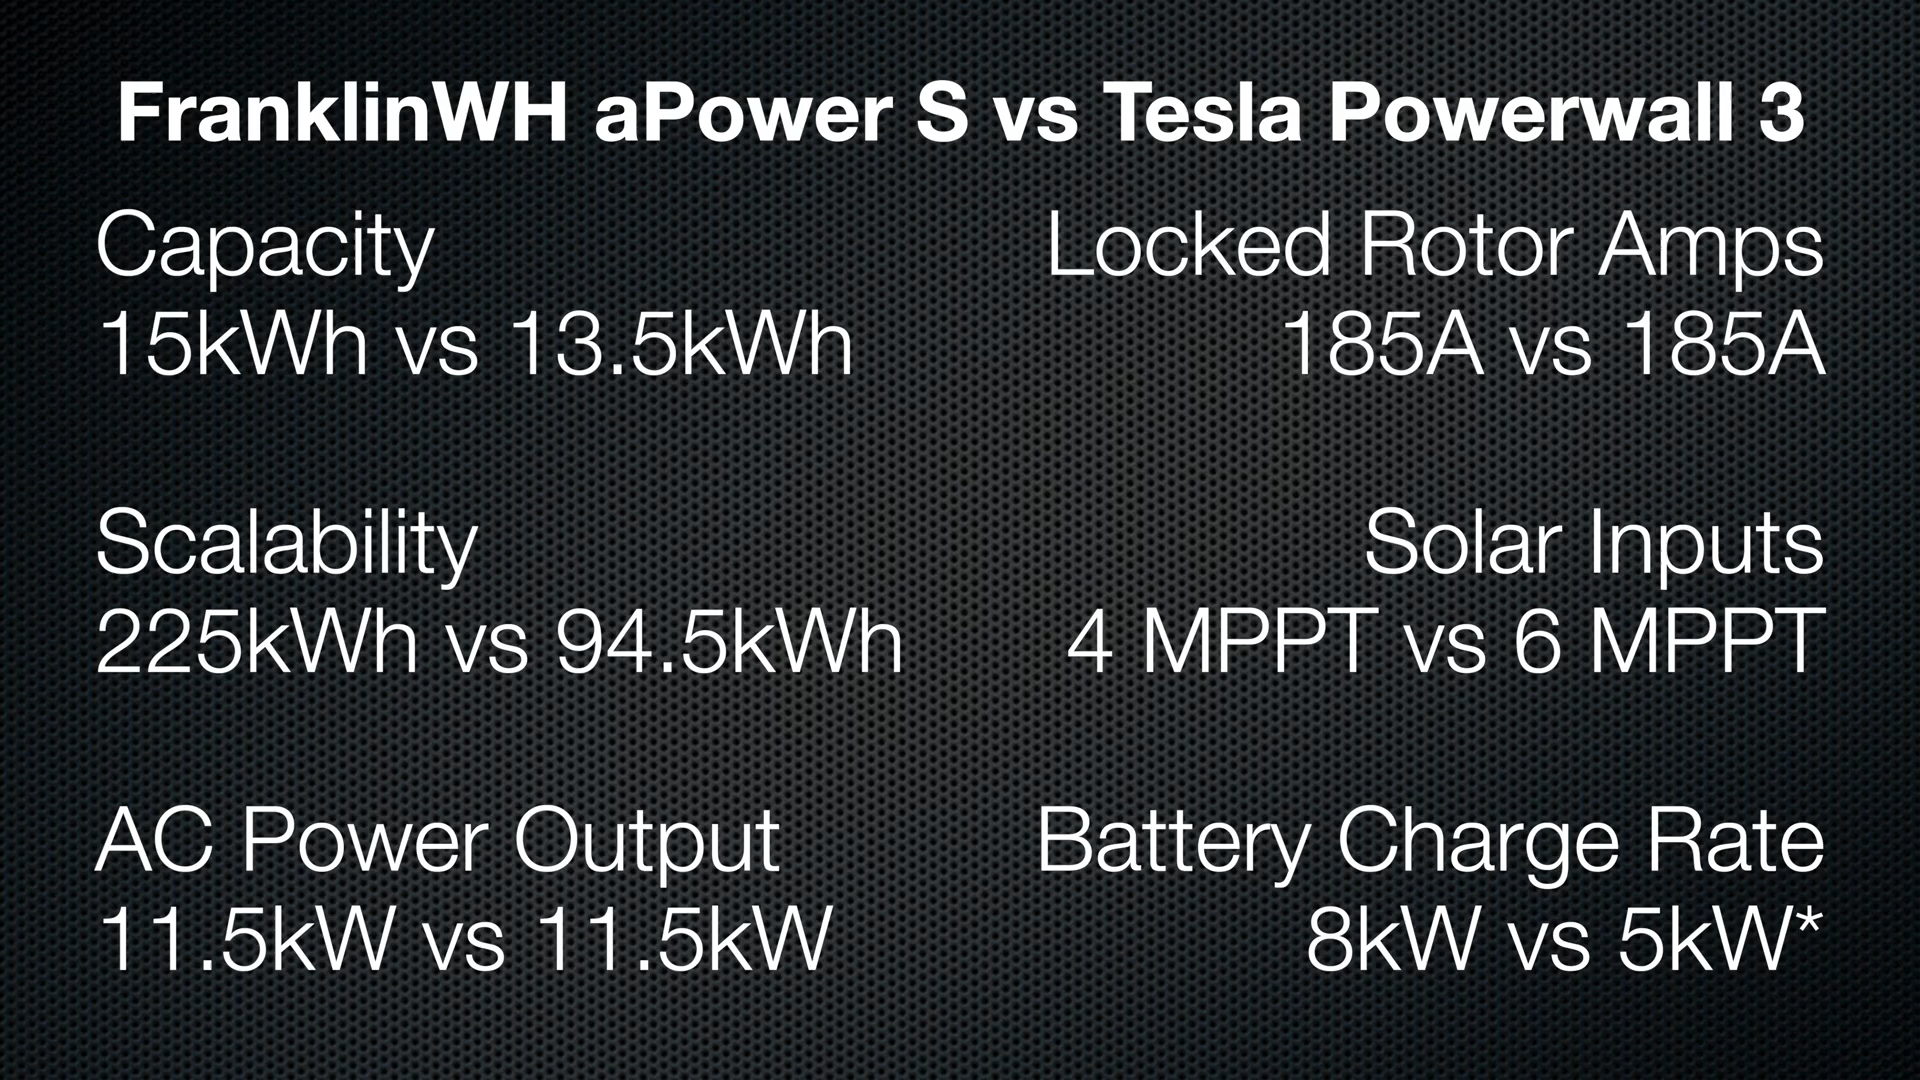 FranklinWH aPower S vs Tesla Powerwall 3
Capacity
15kWh vs 13.5kWh
Scalability
225kWh vs 94.5kWh
AC Power Output
11.5kW vs 11.5kW
Locked Rotor Amps
185A vs 185A
Solar Inputs
4 MPPT vs 6 MPPT
Battery Charge Rate
8kW vs 5kW*